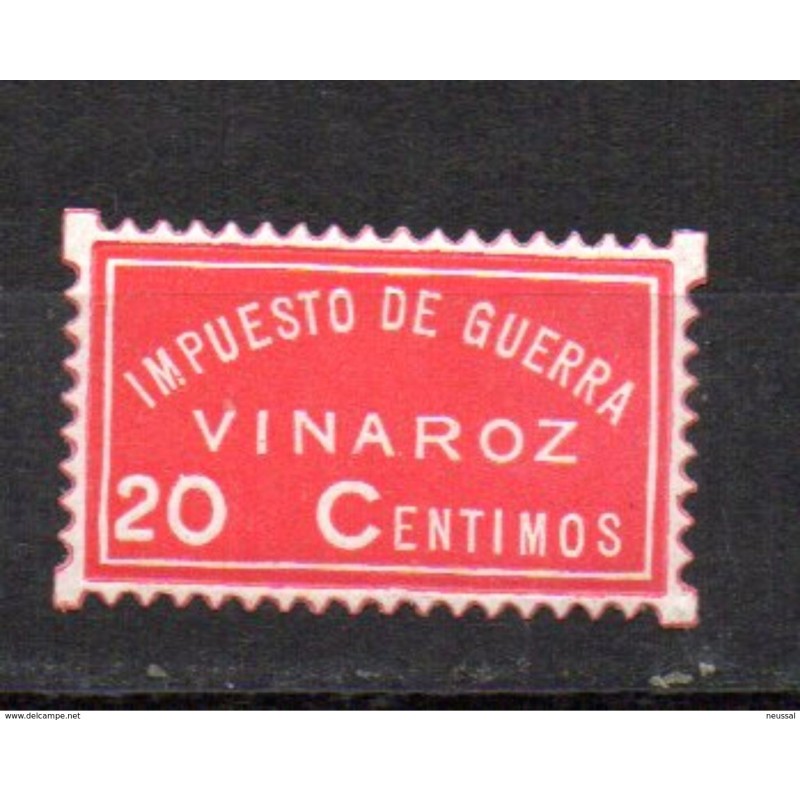 IMPUESTO DE GUERRA
VINAROZ
20 CENTIMOS
www.delcampe.net
neussal